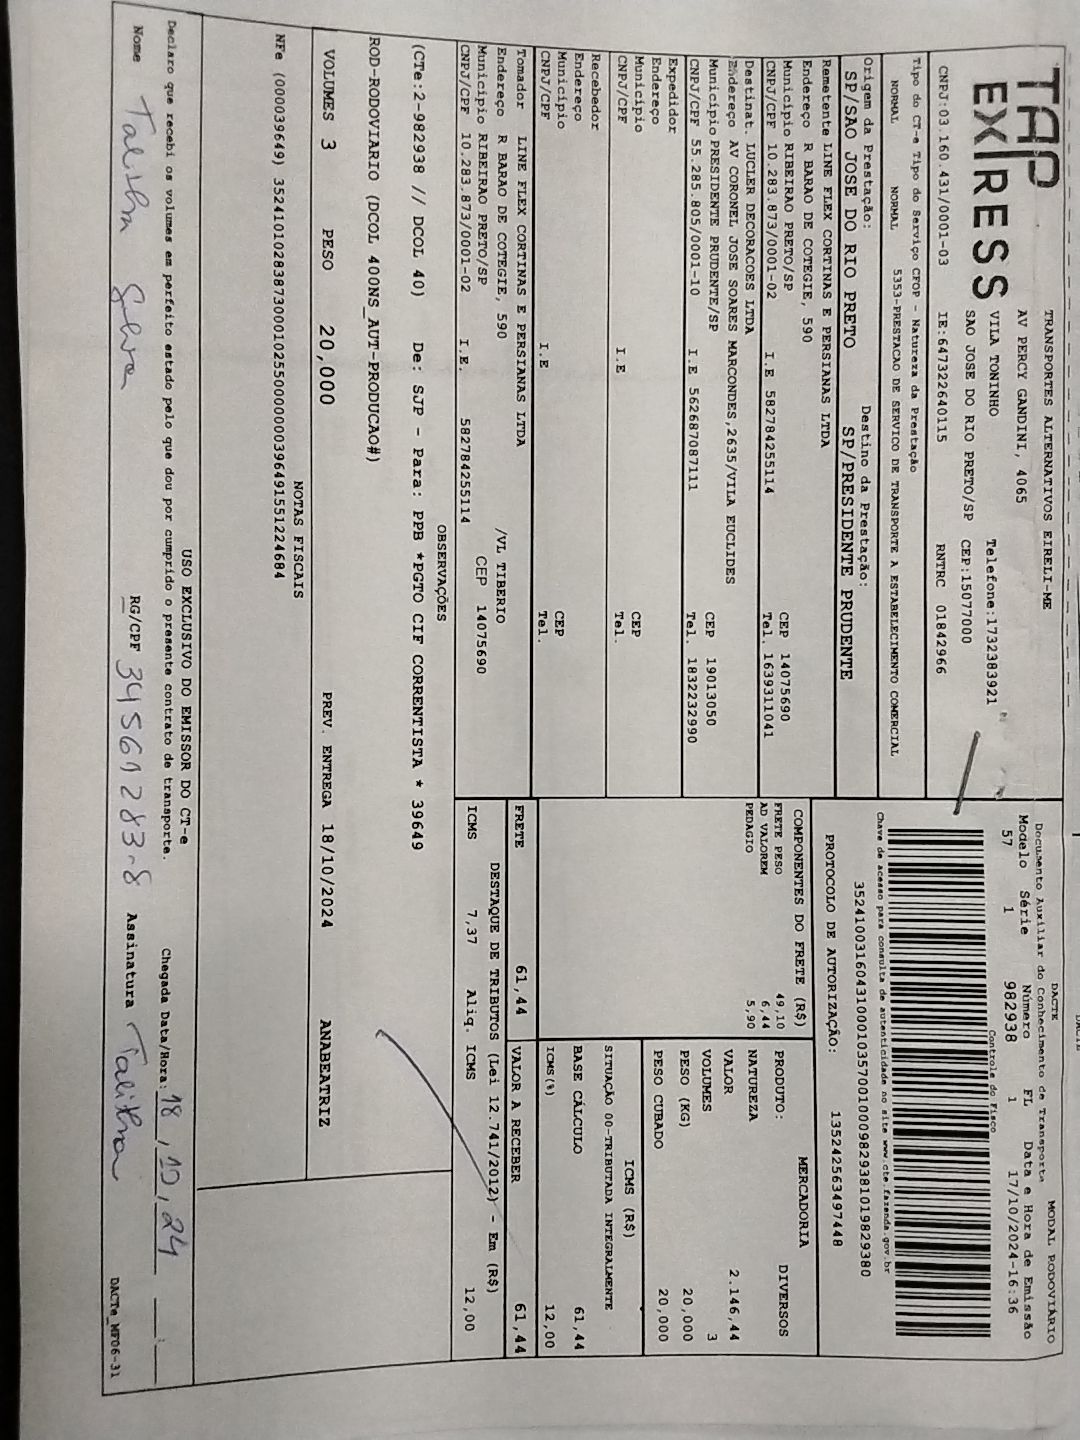 TAP
EX|RESS
TRANSPORTES ALTERNATIVOS EIRELI-ME
AV PERCY GANDINI, 4065
VILA TONINHO Telefone:1732383921
SAO JOSE DO RIO PRETO/SP CEP:15077000
CNPJ:03.160.431/0001-03 IE:647322640115 RNTRC 01842966
Tipo do CT-e Tipo do Serviço CFOP - Natureza da Prestação
NORMAL NORMAL 5353-PRESTACAO DE SERVICO DE TRANSPORTE A ESTABELECIMENTO COMERCIAL
Origem da Prestação: Destino da Prestação:
SP/SAO JOSE DO RIO PRETO SP/PRESIDENTE PRUDENTE
Remetente LINE FLEX CORTINAS E PERSIANAS LTDA
Endereço R BARAO DE COTEGIE, 590
Município RIBEIRAO PRETO/SP CEP 14075690
CNPJ/CPF 10.283.873/0001-02 I.E 582784255114 Tel. 1639311041
Destinat. LUCLER DECORACOES LTDA
Endereço AV CORONEL JOSE SOARES MARCONDES,2635/VILA EUCLIDES
Município PRESIDENTE PRUDENTE/SP CEP 19013050
CNPJ/CPF 55.285.805/0001-10 I.E 562687087111 Tel. 1832232990
Expedidor
Endereço
Município CEP
CNPJ/CPF I.E Tel.
Recebedor
Endereço
Município CEP
CNPJ/CPF I.E Tel.
Tomador LINE FLEX CORTINAS E PERSIANAS LTDA
Endereço R BARAO DE COTEGIE, 590 /VL TIBERIO
Município RIBEIRAO PRETO/SP CEP 14075690
CNPJ/CPF 10.283.873/0001-02 I.E. 582784255114
DACTE MODAL RODOVIÁRIO
Documento Auxiliar do Conhecimento de Transporte
Modelo Série Número FL Data e Hora de Emissão
57 1 982938 1 17/10/2024-16:36
Controle do Fisco
Chave de acesso para consulta de autenticidade no site www.cte.fazenda.gov.br
35241003160431000103570010009829381019829380
PROTOCOLO DE AUTORIZAÇÃO: 135242563497448
COMPONENTES DO FRETE (R$)
FRETE PESO 49,10
AD VALOREM 6,44
PEDAGIO 5,90
MERCADORIA
PRODUTO: DIVERSOS
NATUREZA
VALOR 2.146,44
VOLUMES 3
PESO (KG) 20,000
PESO CUBADO 20,000
ICMS (R$)
SITUAÇÃO 00-TRIBUTADA INTEGRALMENTE
BASE CÁLCULO 61,44
ICMS(%) 12,00
FRETE 61,44 VALOR A RECEBER 61,44
DESTAQUE DE TRIBUTOS (Lei 12.741/2012) - Em (R$)
ICMS 7,37 Aliq. ICMS 12,00
OBSERVAÇÕES
(CTe:2-982938 // DCOL 40) De: SJP - Para: PPB *PGTO CIF CORRENTISTA * 39649
ROD-RODOVIARIO (DCOL 400NS_AUT-PRODUCAO#)
VOLUMES 3 PESO 20,000 PREV. ENTREGA 18/10/2024 ANABEATRIZ
NOTAS FISCAIS
NFe (000039649) 35241010283873000102550000000396491551224684
USO EXCLUSIVO DO EMISSOR DO CT-e
Declaro que recebi os volumes em perfeito estado pelo que dou por cumprido o presente contrato de transporte. Chegada Data/Hora: 18/10/24
Nome Talitha Silva RG/CPF 34561283-8 Assinatura Talitha
DACTe_MF06-31